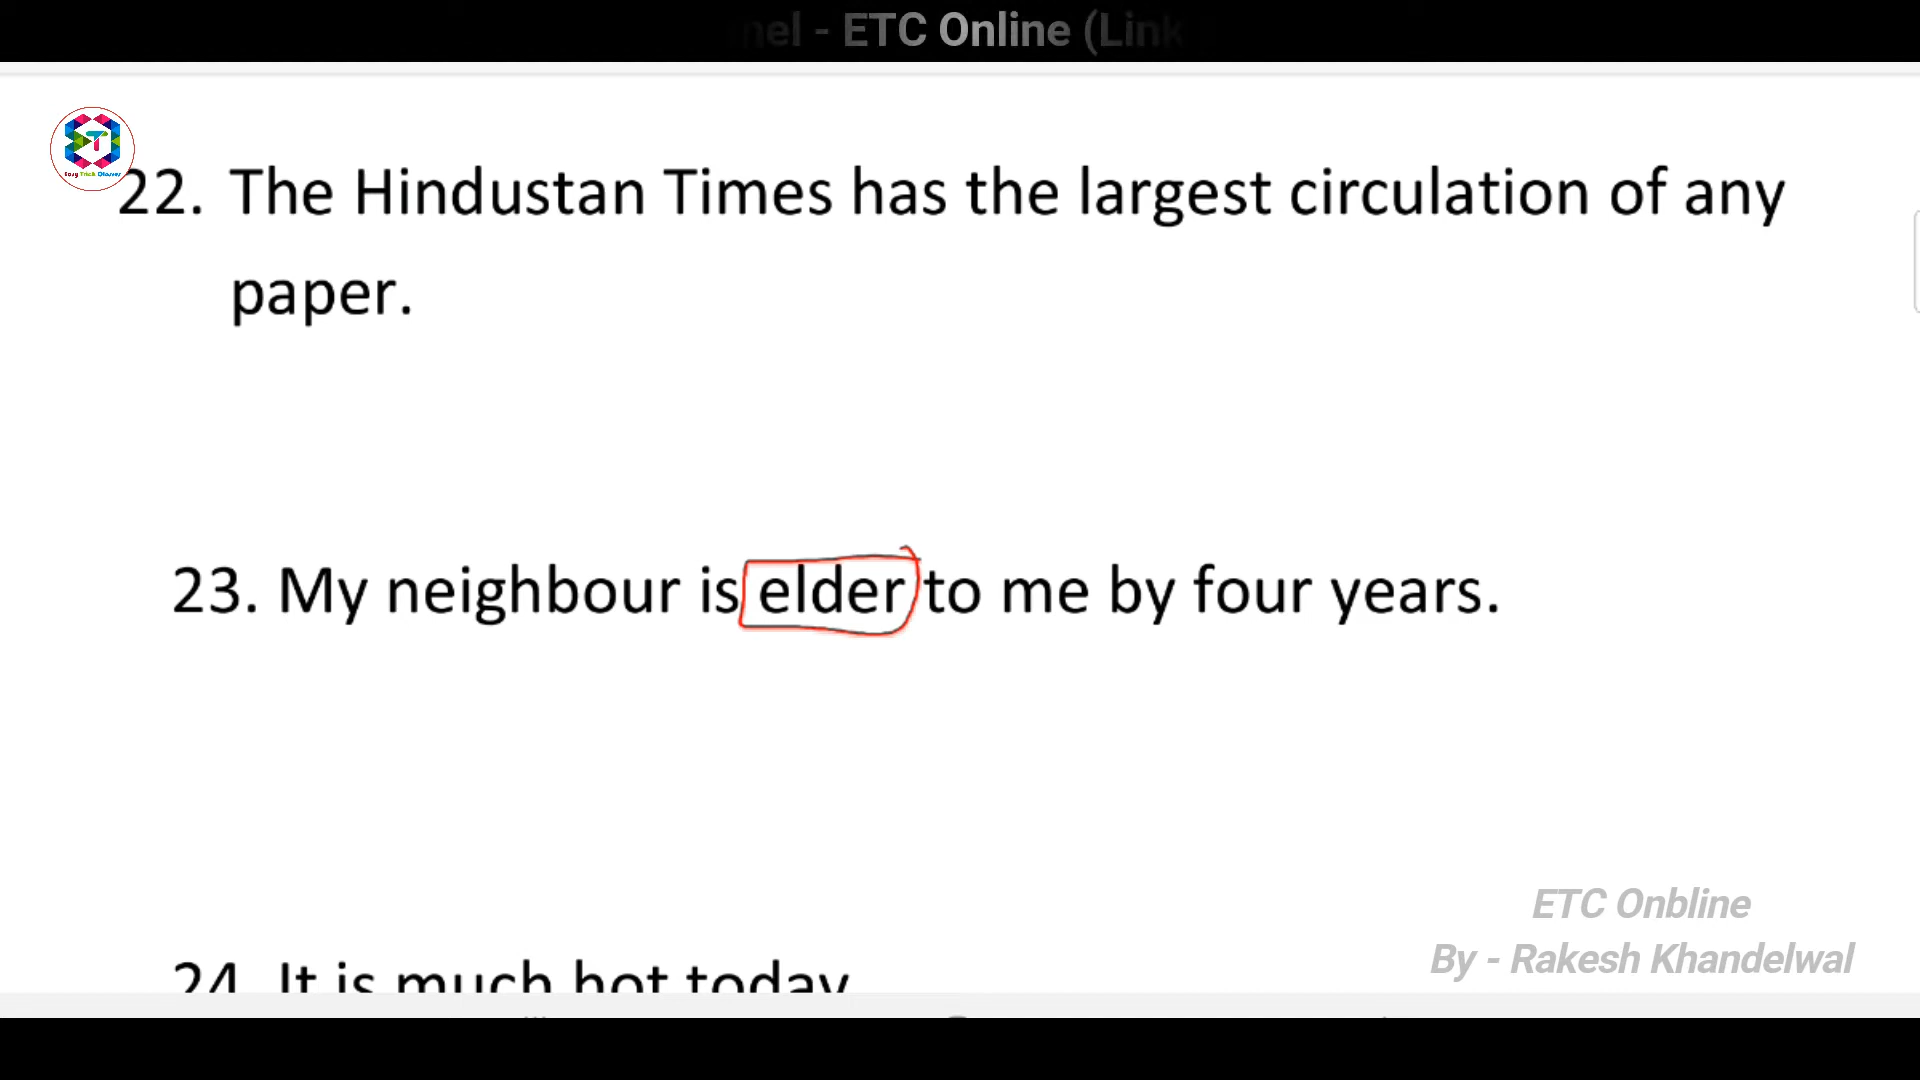 nel - ETC Online (Link
22. The Hindustan Times has the largest circulation of any
paper.
23. My neighbour is elder to me by four years.
ETC Onbline
By - Rakesh Khandelwal
24. It is much hot today